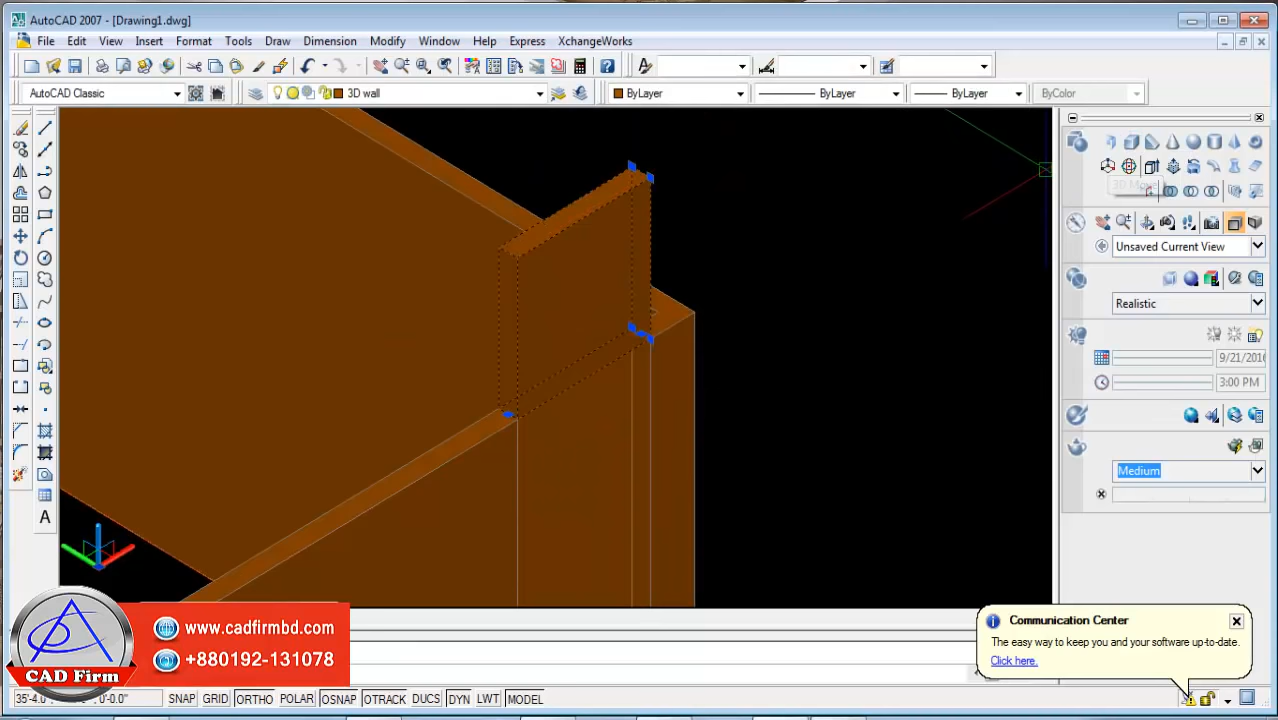 AutoCAD 2007 - [Drawing1.dwg]
File Edit View Insert Format Tools Draw Dimension Modify Window Help Express XchangeWorks
AutoCAD Classic
3D wall
ByLayer
ByLayer
ByLayer
ByColor
3D Move
Unsaved Current View
Realistic
9/21/2016
3:00 PM
Medium
A
www.cadfirmbd.com
+880192-131078
CAD Firm
Communication Center
The easy way to keep you and your software up-to-date.
Click here.
SNAP GRID ORTHO POLAR OSNAP OTRACK DUCS DYN LWT MODEL